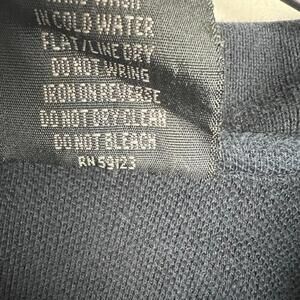 IN COLD WATER
FLAT/LINE DRY
DO NOT WRING
IRON ON REVERSE
DO NOT DRY CLEAN
DO NOT BLEACH
RN 59123